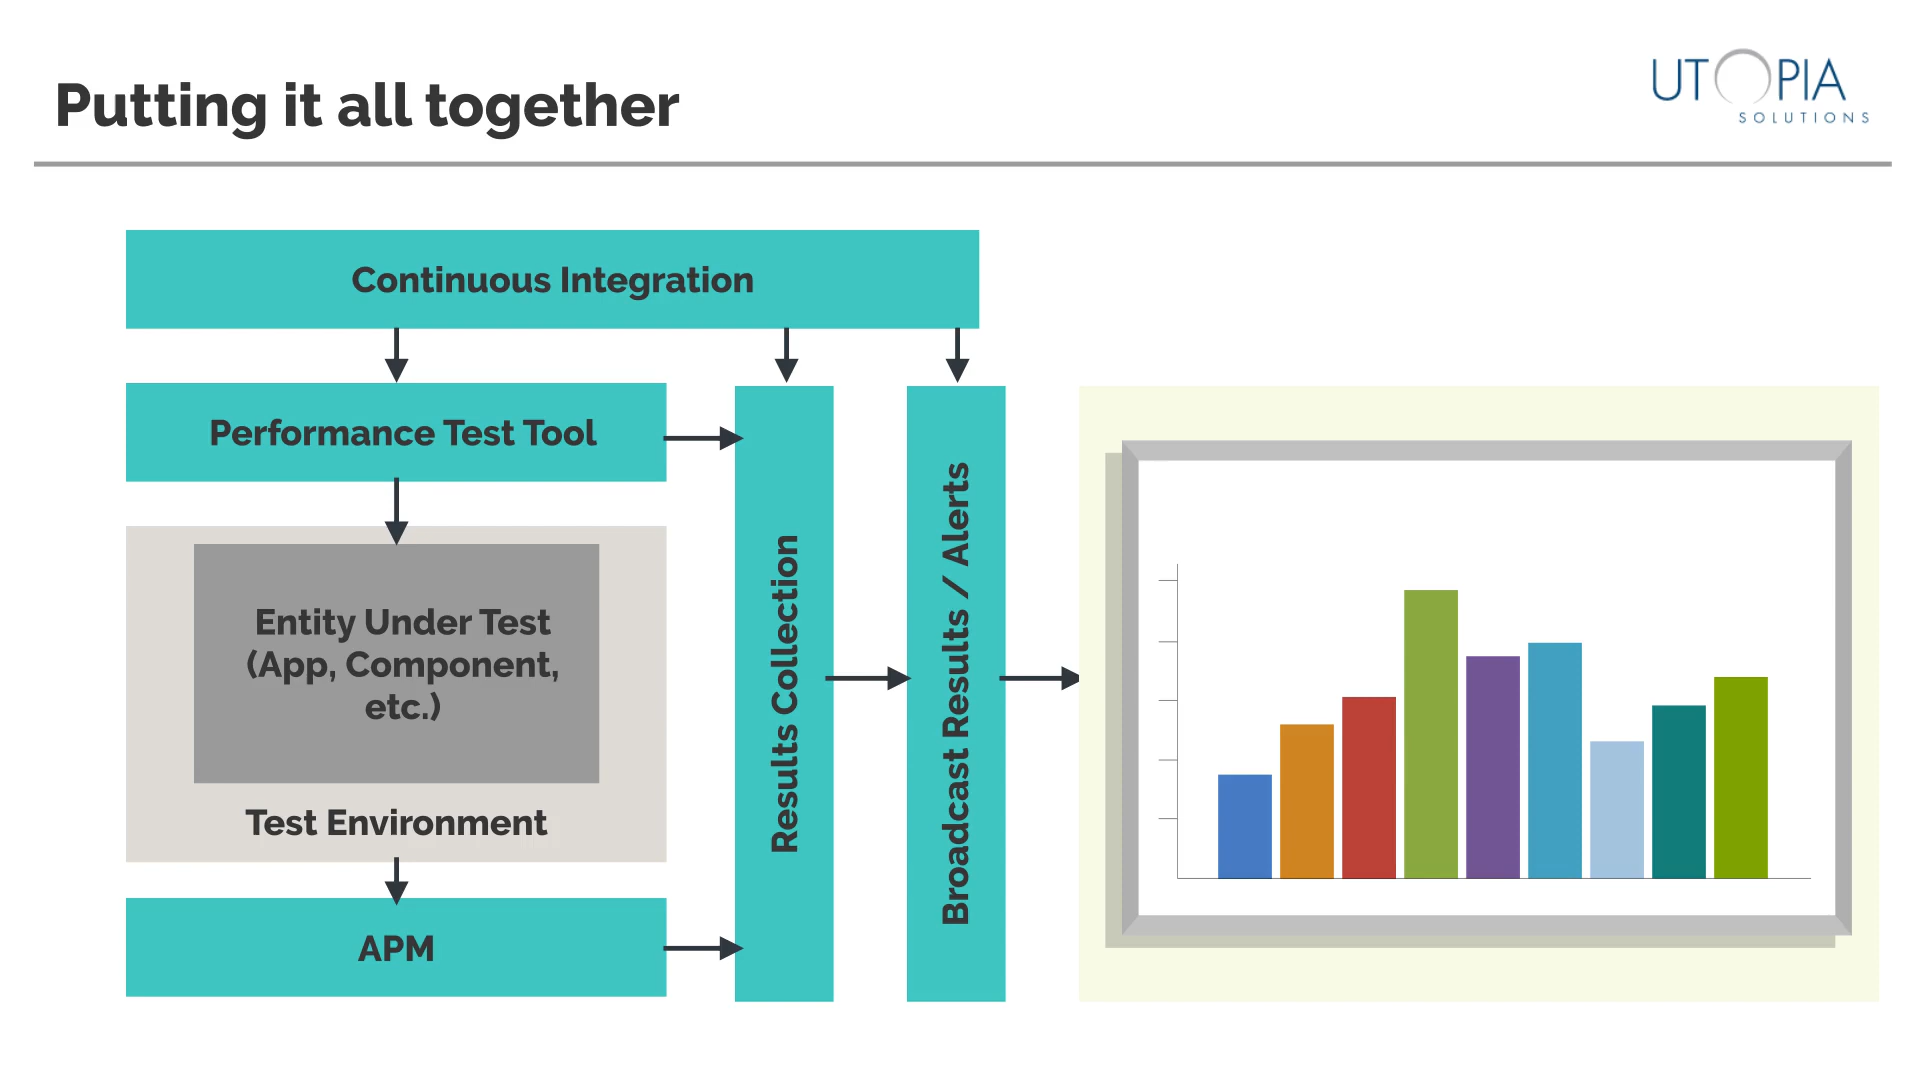 Putting it all together
UTOPIA
SOLUTIONS
Continuous Integration
Performance Test Tool
Entity Under Test
(App, Component,
etc.)
Test Environment
APM
Results Collection
Broadcast Results / Alerts